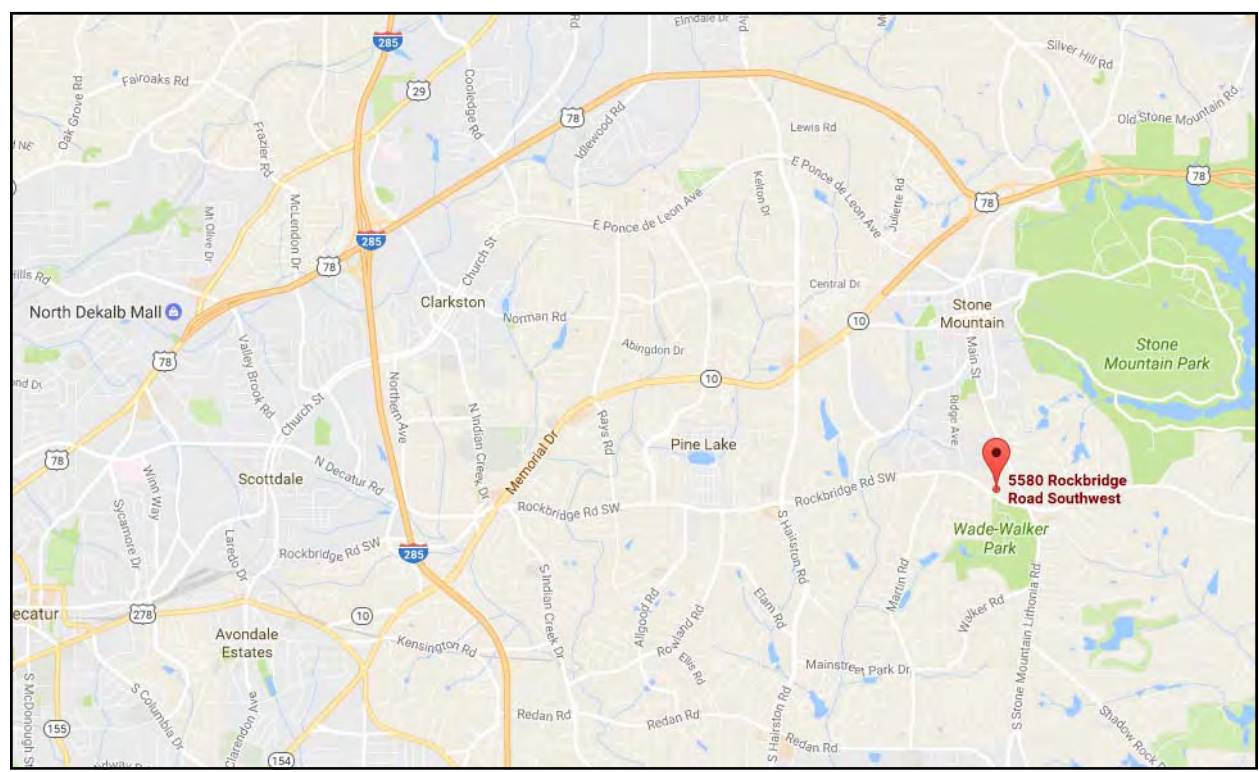 Elmdale Dr
285
Silver Hill Rd
Fairoaks Rd
Oak Grove Rd
29
Cooledge Rd
78
Idlewood Rd
Lewis Rd
Old Stone Mountain Rd
Frazier Rd
E Ponce de Leon Ave
Kelton Dr
Juliette Rd
78
78
Mt Olive Dr
McLendon Dr
E Ponce de Leon Ave
285
Church St
78
Central Dr
North Dekalb Mall
Clarkston
Norman Rd
Stone
Mountain
10
Stone
Mountain Park
78
Valley Brook Rd
Abingdon Dr
Main St
10
Northern Ave
Church St
N Indian Creek Dr
Memorial Dr
Rays Rd
Ridge Ave
Pine Lake
78
Winn Way
Scottdale
N Decatur Rd
5580 Rockbridge
Road Southwest
Rockbridge Rd SW
Rockbridge Rd SW
Sycamore Dr
Laredo Dr
Rockbridge Rd SW
285
S Hairston Rd
Wade-Walker
Park
S Indian Creek Dr
Allgood Rd
Rowland Rd
Elam Rd
Martin Rd
Walker Rd
S Stone Mountain Lithonia Rd
ecatur
278
10
Avondale
Estates
Kensington Rd
Ellis Rd
Mainstreet Park Dr
S McDonough St
S Columbia Dr
Clarendon Ave
155
154
Redan Rd
Redan Rd
S Hairston Rd
Redan Rd
Shadow Rock D